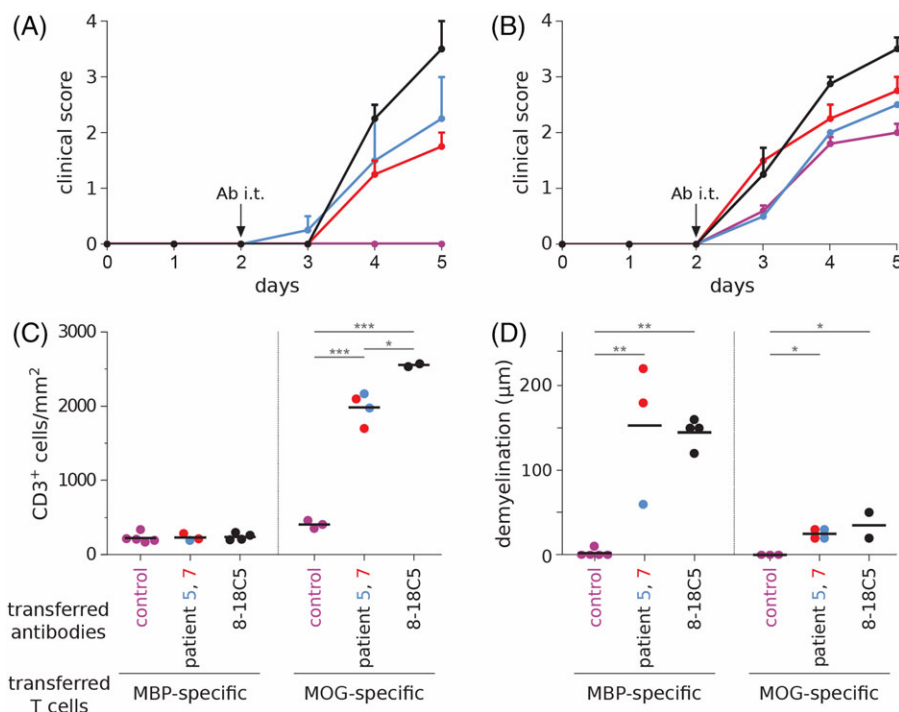 (A)
4
3
2
1
0
clinical score
Ab i.t.
0 1 2 3 4 5
days
(B)
4
3
2
1
0
clinical score
Ab i.t.
0 1 2 3 4 5
days
(C)
3000
2000
1000
0
CD3+ cells/mm²
***
*** *
(D)
200
150
100
50
0
demyelination (µm)
** *
** *
transferred antibodies
control
patient 5, 7
8-18C5
control
patient 5, 7
8-18C5
control
patient 5, 7
8-18C5
control
patient 5, 7
8-18C5
transferred T cells
MBP-specific MOG-specific
MBP-specific MOG-specific